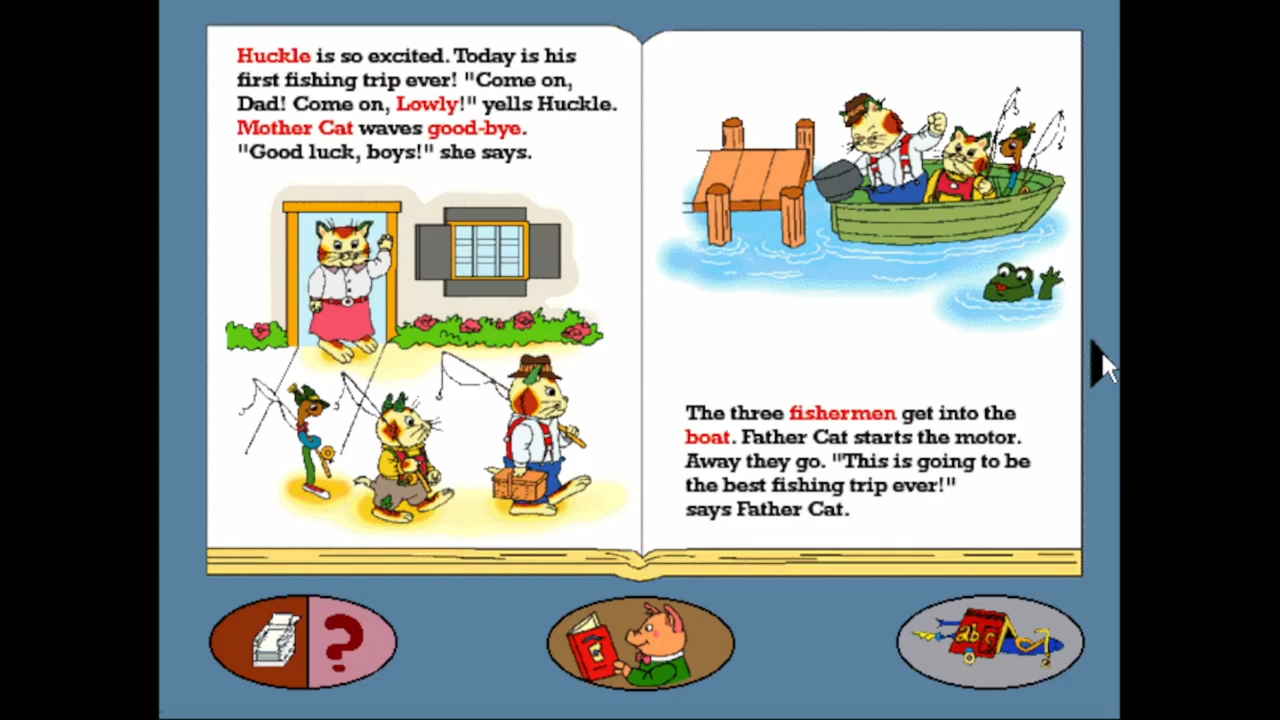 Huckle is so excited. Today is his
first fishing trip ever! "Come on,
Dad! Come on, Lowly!" yells Huckle.
Mother Cat waves good-bye.
"Good luck, boys!" she says.
The three fishermen get into the
boat. Father Cat starts the motor.
Away they go. "This is going to be
the best fishing trip ever!"
says Father Cat.
?
abc